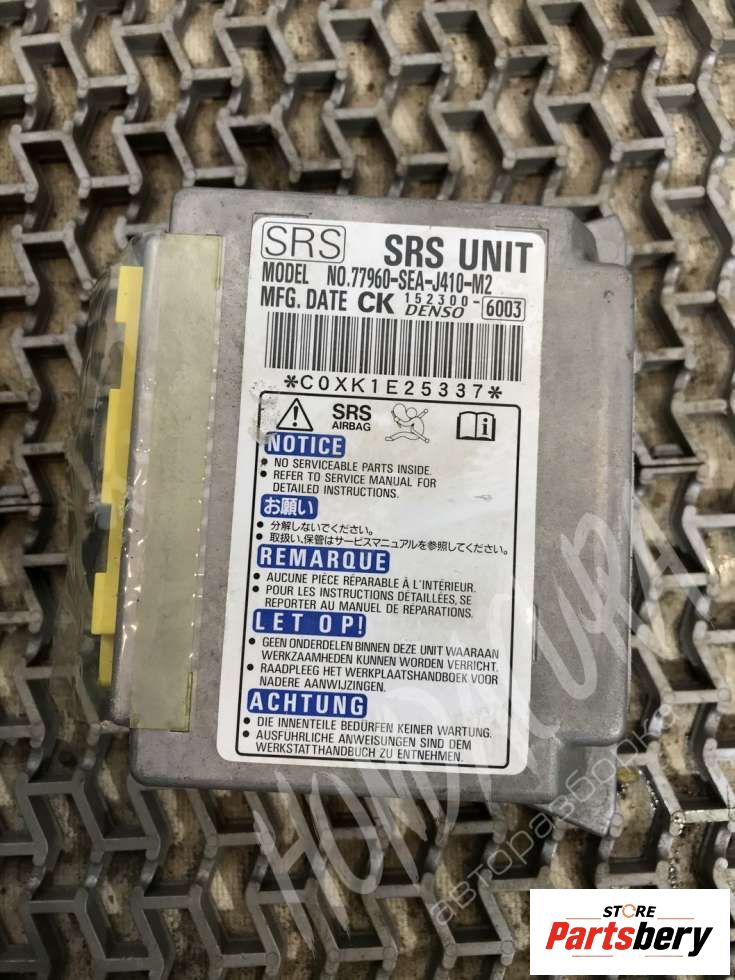 SRS SRS UNIT
MODEL NO.77960-SEA-J410-M2
MFG. DATE CK 152300-6003
DENSO
*C0XK1E25337*
SRS
AIRBAG
NOTICE
• NO SERVICEABLE PARTS INSIDE.
• REFER TO SERVICE MANUAL FOR
DETAILED INSTRUCTIONS.
お願い
• 分解しないでください。
• 取扱い、保管はサービスマニュアルを参照してください。
REMARQUE
• AUCUNE PIÈCE RÉPARABLE À L'INTÉRIEUR.
• POUR LES INSTRUCTIONS DÉTAILLÉES, SE
REPORTER AU MANUEL DE RÉPARATIONS.
LET OP!
• GEEN ONDERDELEN BINNEN DEZE UNIT WAARAAN
WERKZAAMHEDEN KUNNEN WORDEN VERRICHT.
• RAADPLEEG HET WERKPLAATSHANDBOEK VOOR
NADERE AANWIJZINGEN.
ACHTUNG
• DIE INNENTEILE BEDÜRFEN KEINER WARTUNG.
• AUSFÜHRLICHE ANWEISUNGEN SIND DEM
WERKSTATTHANDBUCH ZU ENTNEHMEN.
HONDACURA
авторазборка
STORE
Partsbery